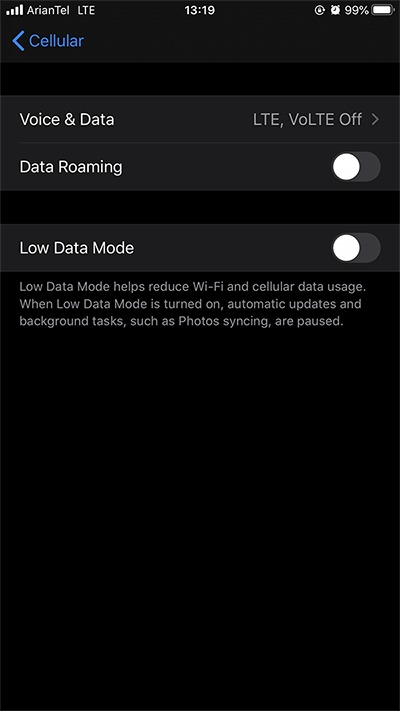 ArianTel LTE 13:19 99%
Cellular
Voice & Data LTE, VoLTE Off
Data Roaming
Low Data Mode
Low Data Mode helps reduce Wi-Fi and cellular data usage.
When Low Data Mode is turned on, automatic updates and
background tasks, such as Photos syncing, are paused.